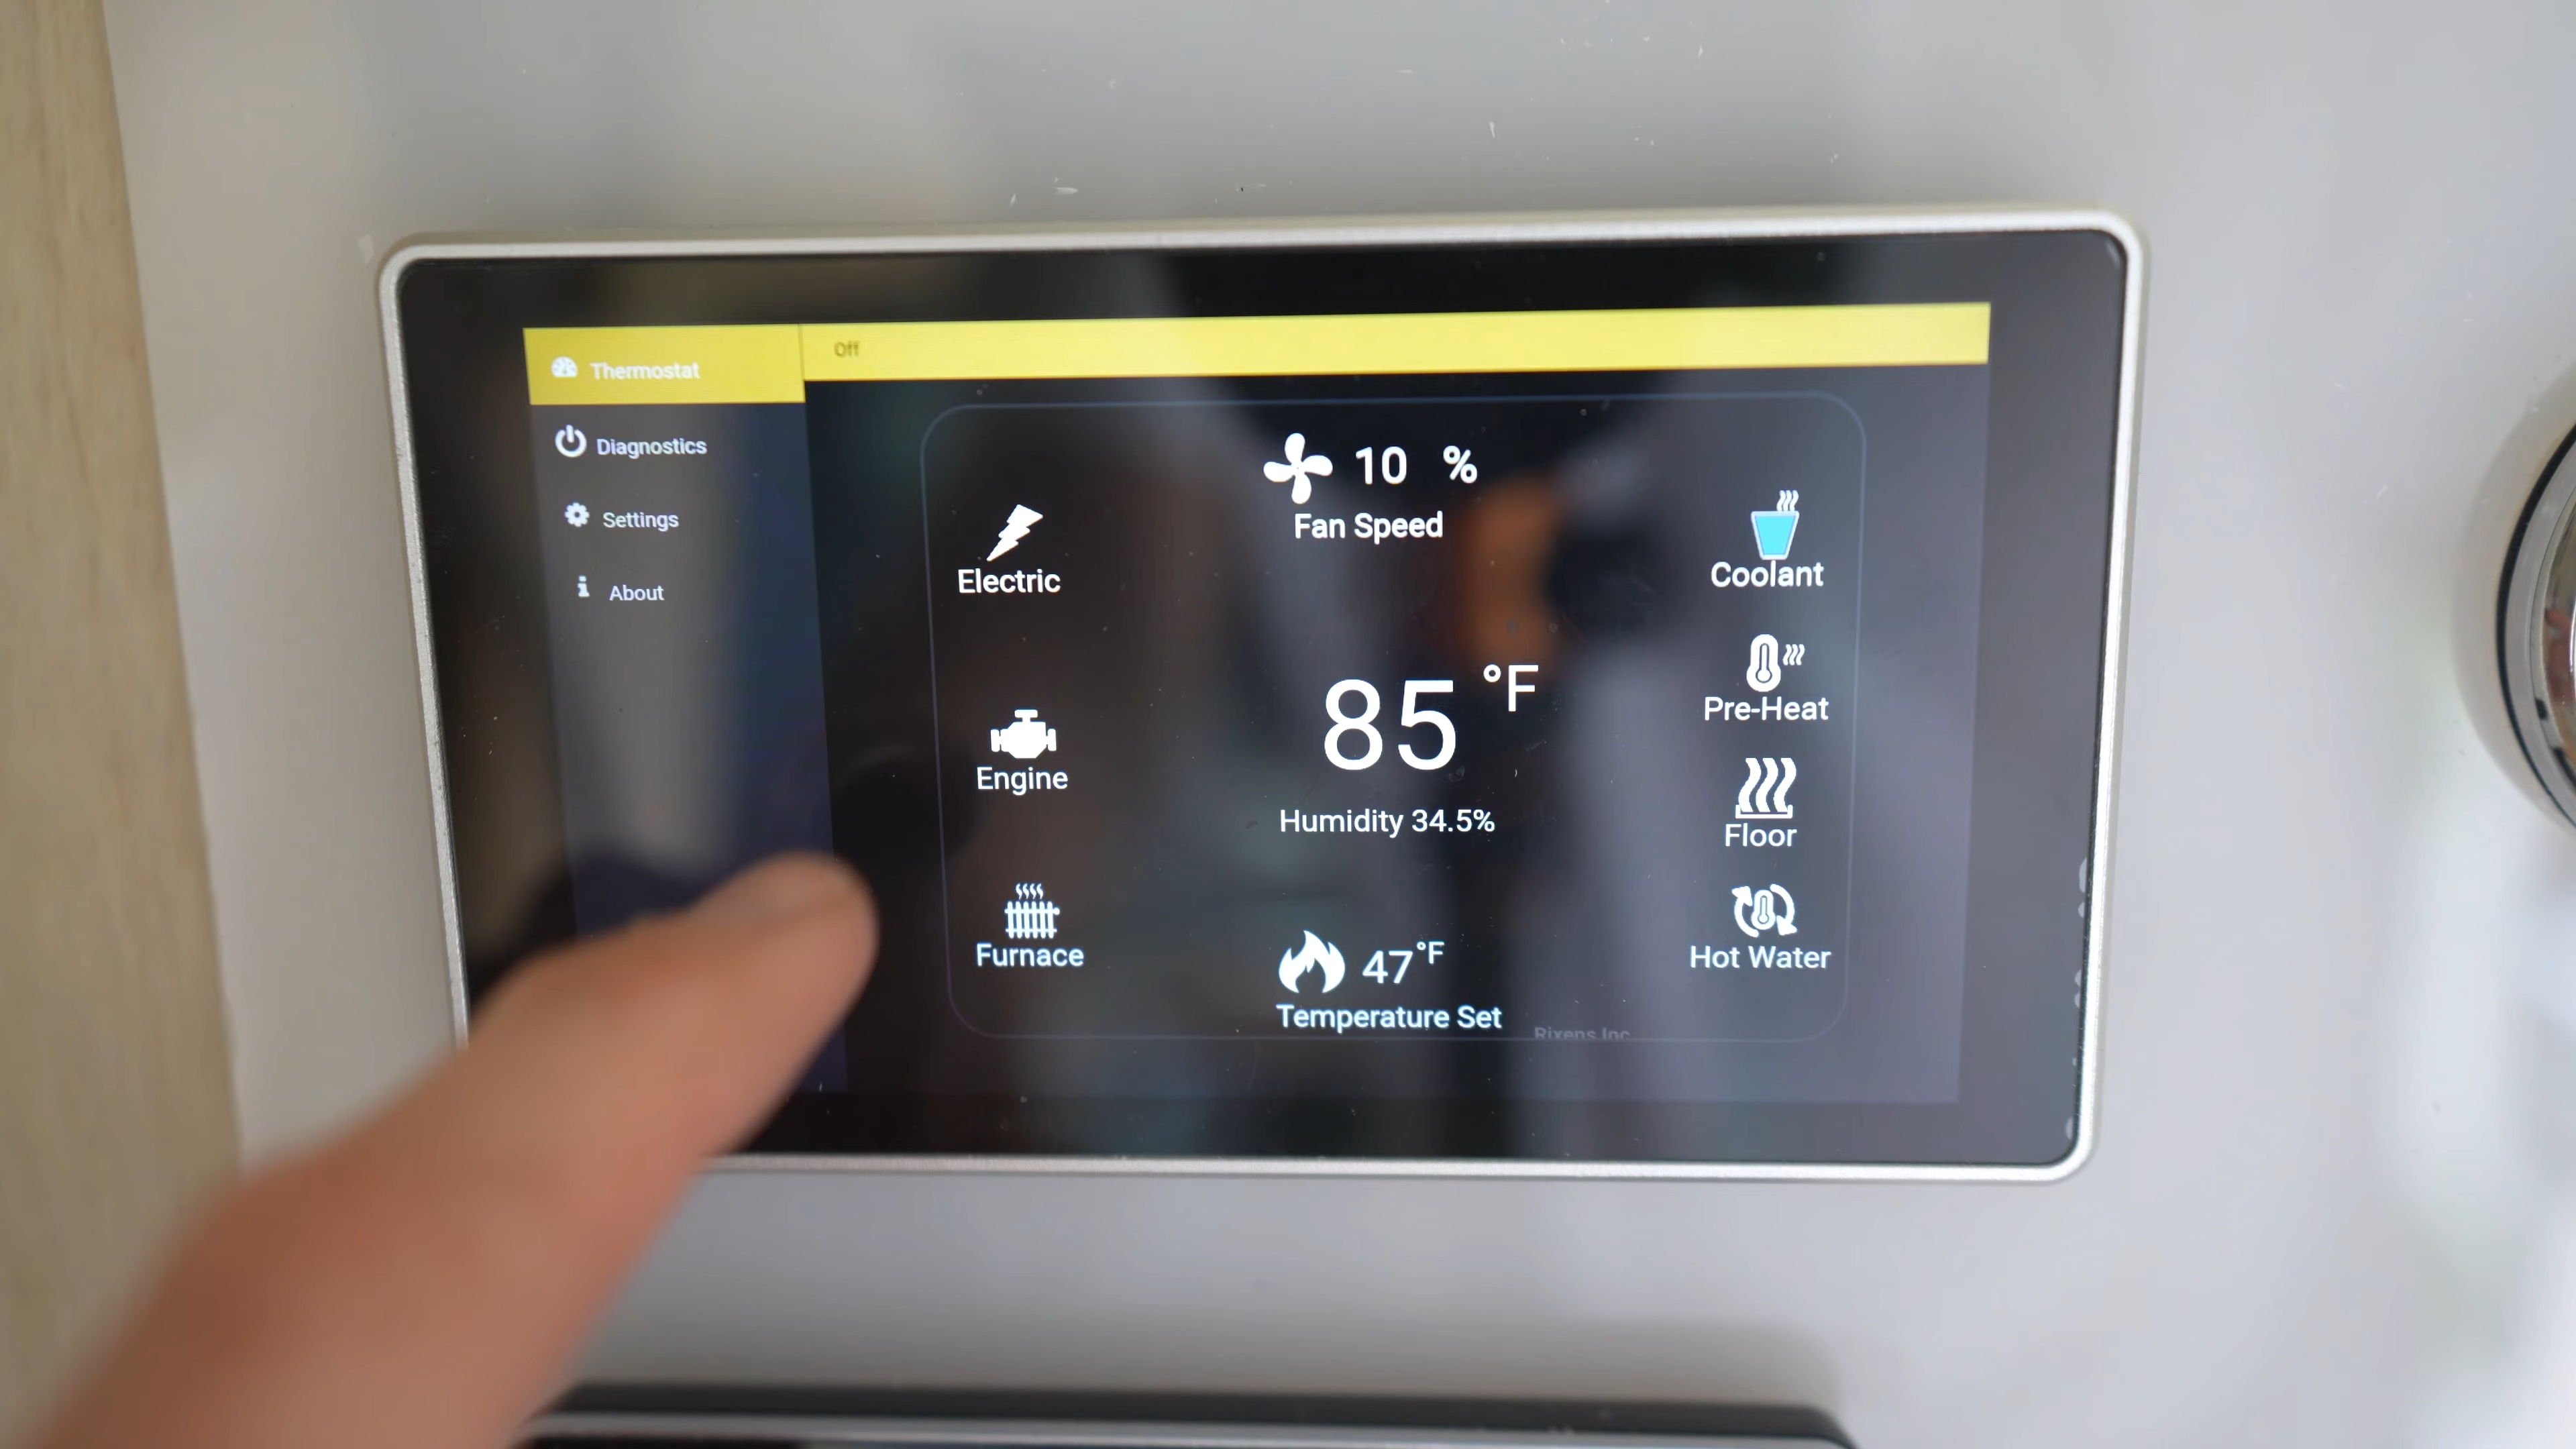 Thermostat
Diagnostics
Settings
About
Off
10 %
Fan Speed
Electric
Engine
Furnace
85 °F
Humidity 34.5%
47 °F
Temperature Set
Coolant
Pre-Heat
Floor
Hot Water
Rixens Inc